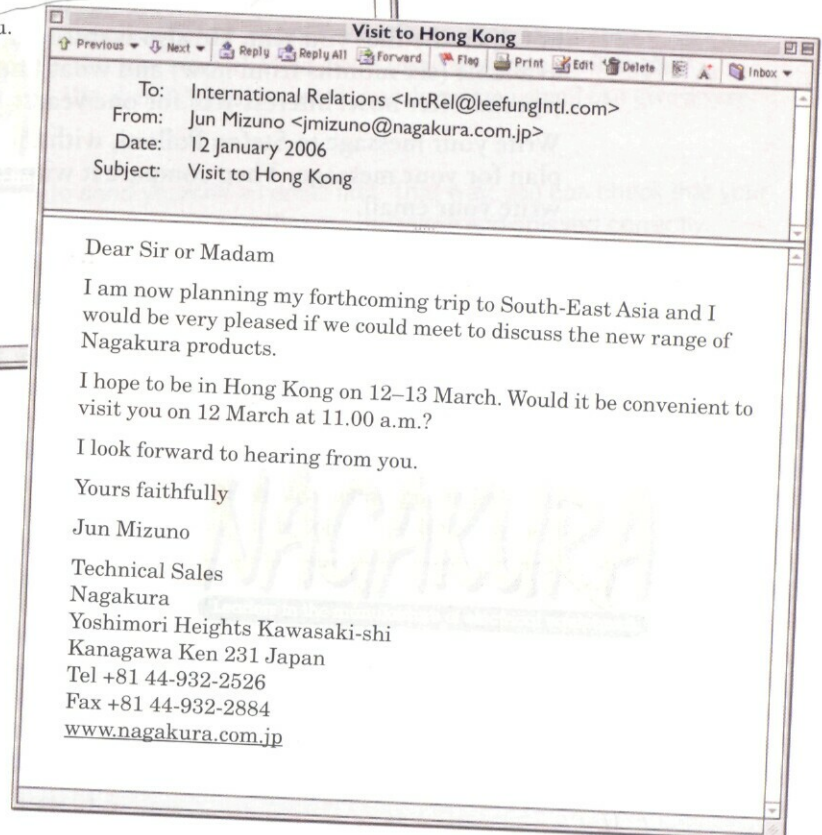 1.
Visit to Hong Kong
Previous Next Reply Reply All Forward Flag Print Edit Delete Inbox
To: International Relations <IntRel@leefungIntl.com>
From: Jun Mizuno <jmizuno@nagakura.com.jp>
Date: 12 January 2006
Subject: Visit to Hong Kong
Dear Sir or Madam
I am now planning my forthcoming trip to South-East Asia and I
would be very pleased if we could meet to discuss the new range of
Nagakura products.
I hope to be in Hong Kong on 12–13 March. Would it be convenient to
visit you on 12 March at 11.00 a.m.?
I look forward to hearing from you.
Yours faithfully
Jun Mizuno
Technical Sales
Nagakura
Yoshimori Heights Kawasaki-shi
Kanagawa Ken 231 Japan
Tel +81 44-932-2526
Fax +81 44-932-2884
www.nagakura.com.jp